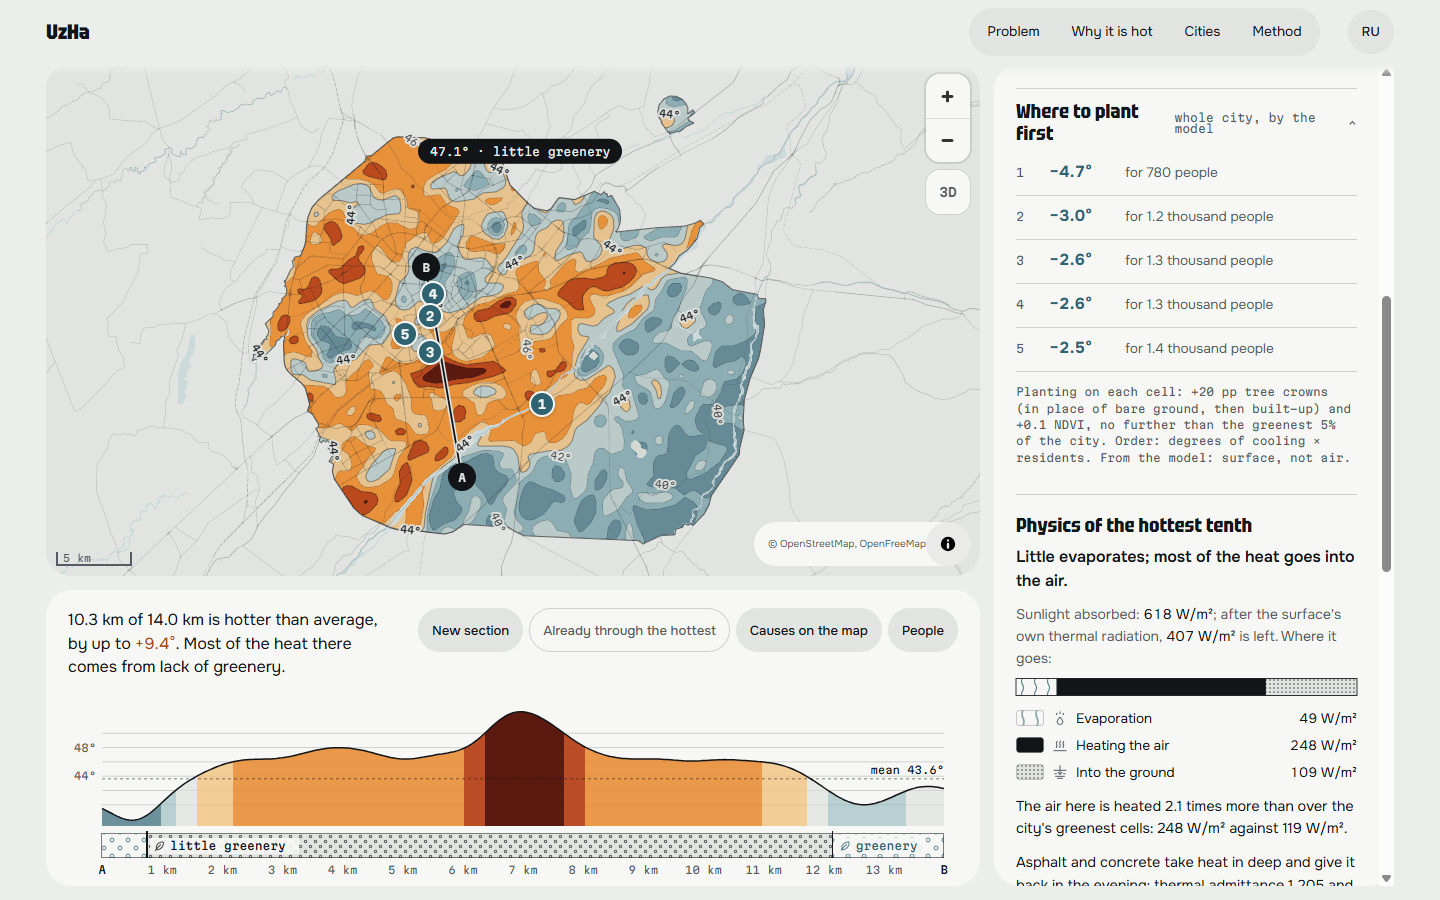 UzHa
Problem
Why it is hot
Cities
Method
RU
47.1° · little greenery
+
−
3D
46
44°
44°
44°
44°
44°
44°
44°
44°
46°
44°
44°
44°
42°
40°
40°
40°
44°
B
4
2
5
3
1
A
5 km
© OpenStreetMap, OpenFreeMap
10.3 km of 14.0 km is hotter than average,
by up to +9.4°. Most of the heat there
comes from lack of greenery.
New section
Already through the hottest
Causes on the map
People
48°
44°
mean 43.6°
little greenery
greenery
A 1 km 2 km 3 km 4 km 5 km 6 km 7 km 8 km 9 km 10 km 11 km 12 km 13 km B
Where to plant
first
whole city, by the
model
1 −4.7° for 780 people
2 −3.0° for 1.2 thousand people
3 −2.6° for 1.3 thousand people
4 −2.6° for 1.3 thousand people
5 −2.5° for 1.4 thousand people
Planting on each cell: +20 pp tree crowns
(in place of bare ground, then built-up) and
+0.1 NDVI, no further than the greenest 5%
of the city. Order: degrees of cooling ×
residents. From the model: surface, not air.
Physics of the hottest tenth
Little evaporates; most of the heat goes into
the air.
Sunlight absorbed: 618 W/m²; after the surface's
own thermal radiation, 407 W/m² is left. Where it
goes:
Evaporation 49 W/m²
Heating the air 248 W/m²
Into the ground 109 W/m²
The air here is heated 2.1 times more than over the
city's greenest cells: 248 W/m² against 119 W/m².
Asphalt and concrete take heat in deep and give it
back in the evening: thermal admittance 1,205 and